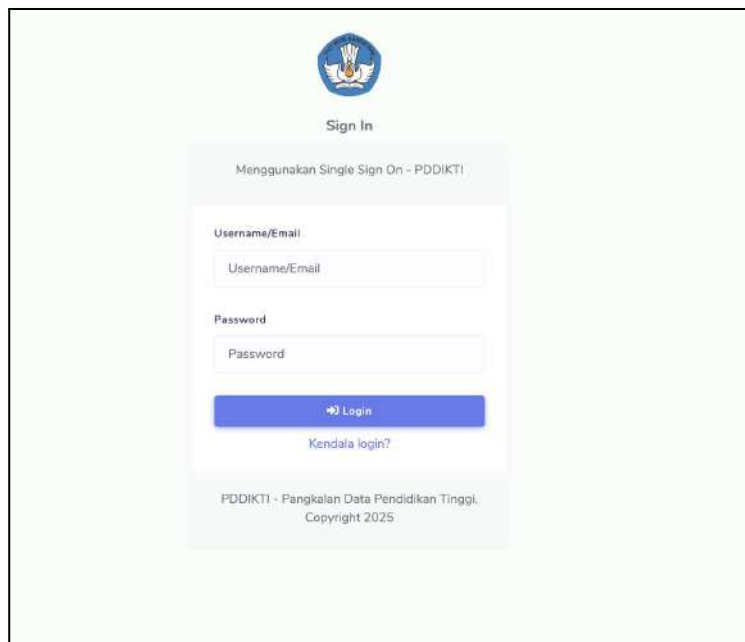 Sign In
Menggunakan Single Sign On - PDDIKTI
Username/Email
Username/Email
Password
Password
Login
Kendala login?
PDDIKTI - Pangkalan Data Pendidikan Tinggi.
Copyright 2025